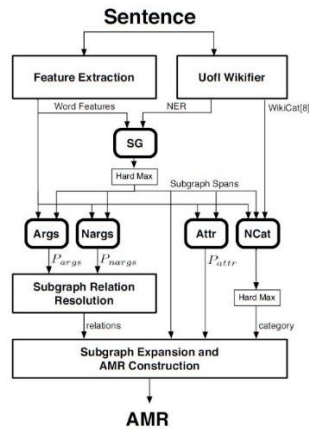 Sentence
Feature Extraction
UofI Wikifier
Word Features
NER
WikiCat[8]
SG
Hard Max
Subgraph Spans
Args
Nargs
Attr
NCat
P_args
P_nargs
P_attr
Subgraph Relation
Resolution
Hard Max
relations
category
Subgraph Expansion and
AMR Construction
AMR